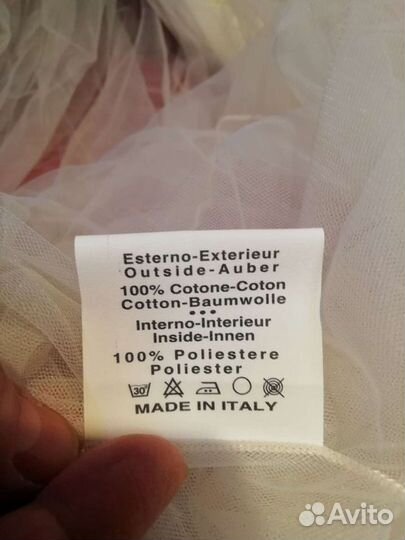 Esterno-Exterieur
Outside-Auber
100% Cotone-Coton
Cotton-Baumwolle
•••
Interno-Interieur
Inside-Innen
100% Poliestere
Poliester
30°
MADE IN ITALY
Avito